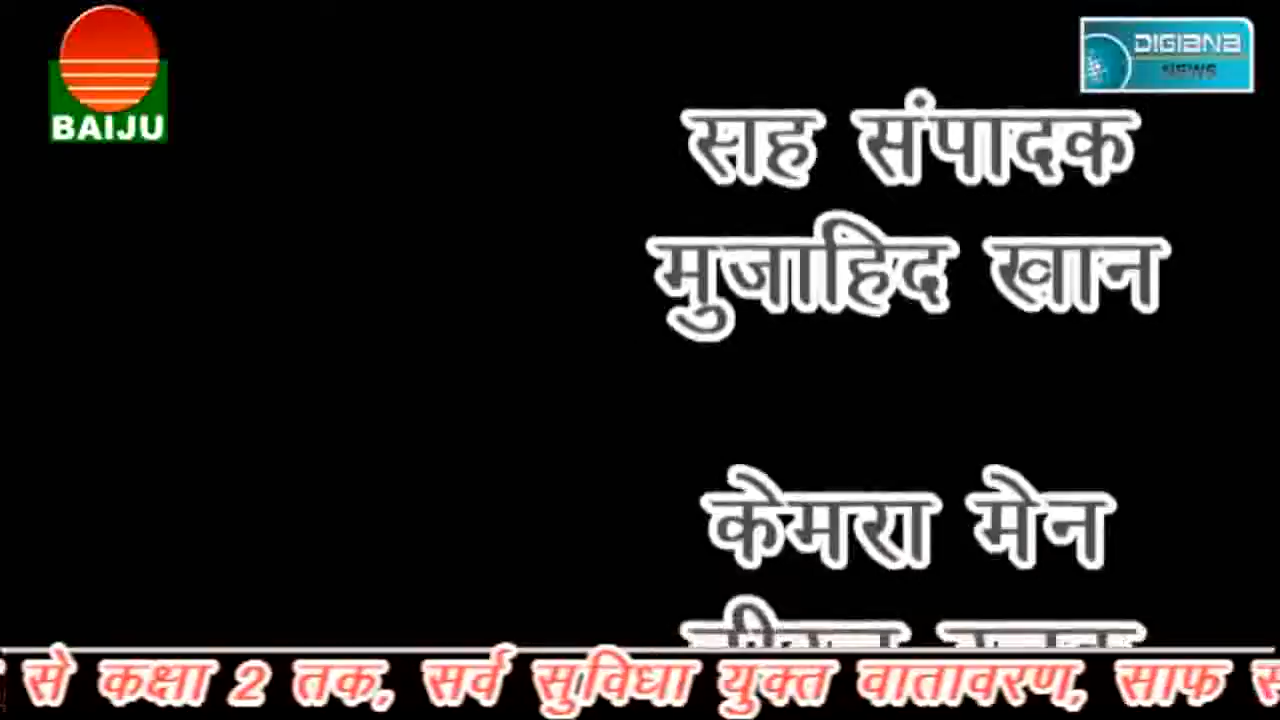 BAIJU
DIGIANA
NEWS
सह संपादक
मुजाहिद खान
केमरा मेन
से कक्षा 2 तक, सर्व सुविधा युक्त वातावरण, साफ